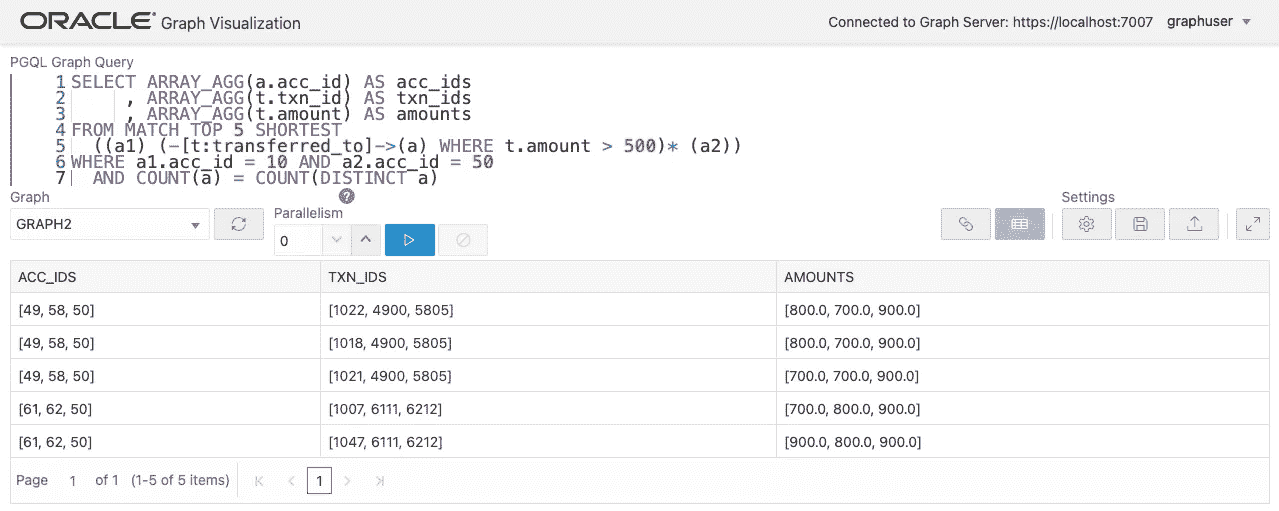 ORACLE® Graph Visualization
Connected to Graph Server: https://localhost:7007 graphuser
PGQL Graph Query
1 SELECT ARRAY_AGG(a.acc_id) AS acc_ids
2 , ARRAY_AGG(t.txn_id) AS txn_ids
3 , ARRAY_AGG(t.amount) AS amounts
4 FROM MATCH TOP 5 SHORTEST
5 ((a1) (-[t:transferred_to]->(a) WHERE t.amount > 500)* (a2))
6 WHERE a1.acc_id = 10 AND a2.acc_id = 50
7 AND COUNT(a) = COUNT(DISTINCT a)
Graph
?
Parallelism
Settings
GRAPH2
0
ACC_IDS TXN_IDS AMOUNTS
[49, 58, 50] [1022, 4900, 5805] [800.0, 700.0, 900.0]
[49, 58, 50] [1018, 4900, 5805] [800.0, 700.0, 900.0]
[49, 58, 50] [1021, 4900, 5805] [700.0, 700.0, 900.0]
[61, 62, 50] [1007, 6111, 6212] [700.0, 800.0, 900.0]
[61, 62, 50] [1047, 6111, 6212] [900.0, 800.0, 900.0]
Page 1 of 1 (1-5 of 5 items) 1